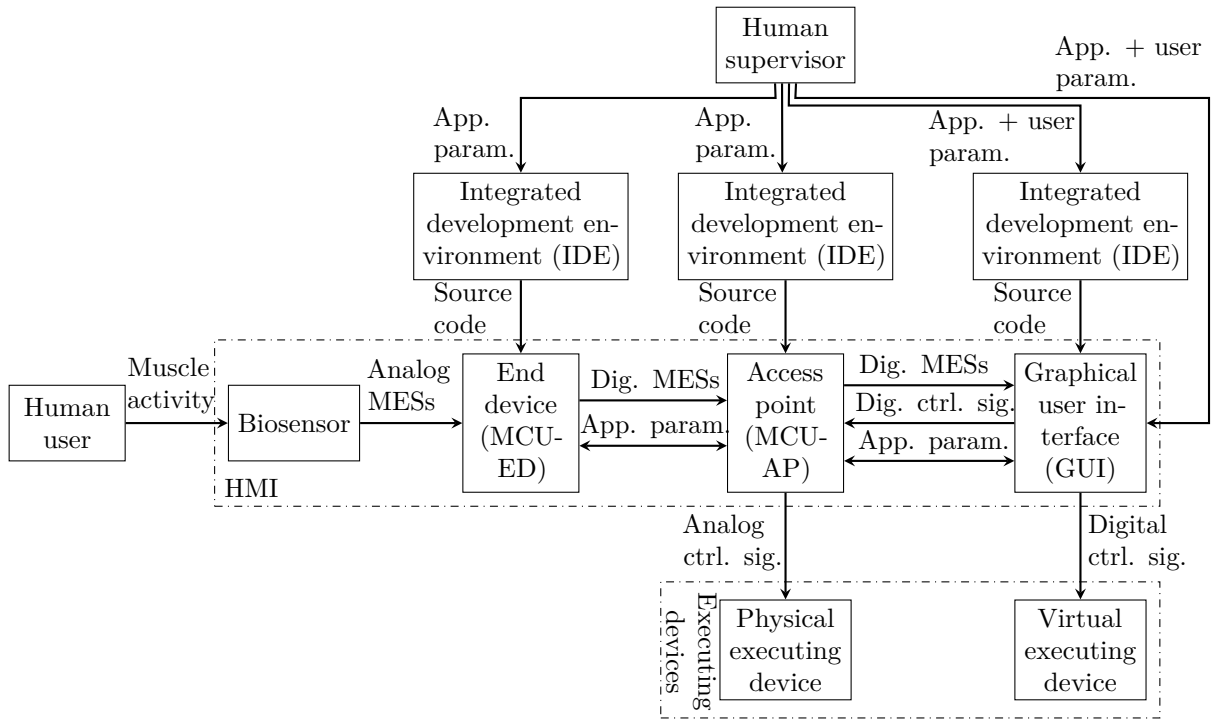 Human
supervisor
App. + user
param.
App.
param.
App.
param.
App. + user
param.
Integrated
development en-
vironment (IDE)
Integrated
development en-
vironment (IDE)
Integrated
development en-
vironment (IDE)
Source
code
Source
code
Source
code
Human
user
Muscle
activity
Biosensor
Analog
MESs
End
device
(MCU-
ED)
Dig. MESs
App. param.
Access
point
(MCU-
AP)
Dig. MESs
Dig. ctrl. sig.
App. param.
Graphical
user in-
terface
(GUI)
HMI
Analog
ctrl. sig.
Digital
ctrl. sig.
Executing
devices
Physical
executing
device
Virtual
executing
device